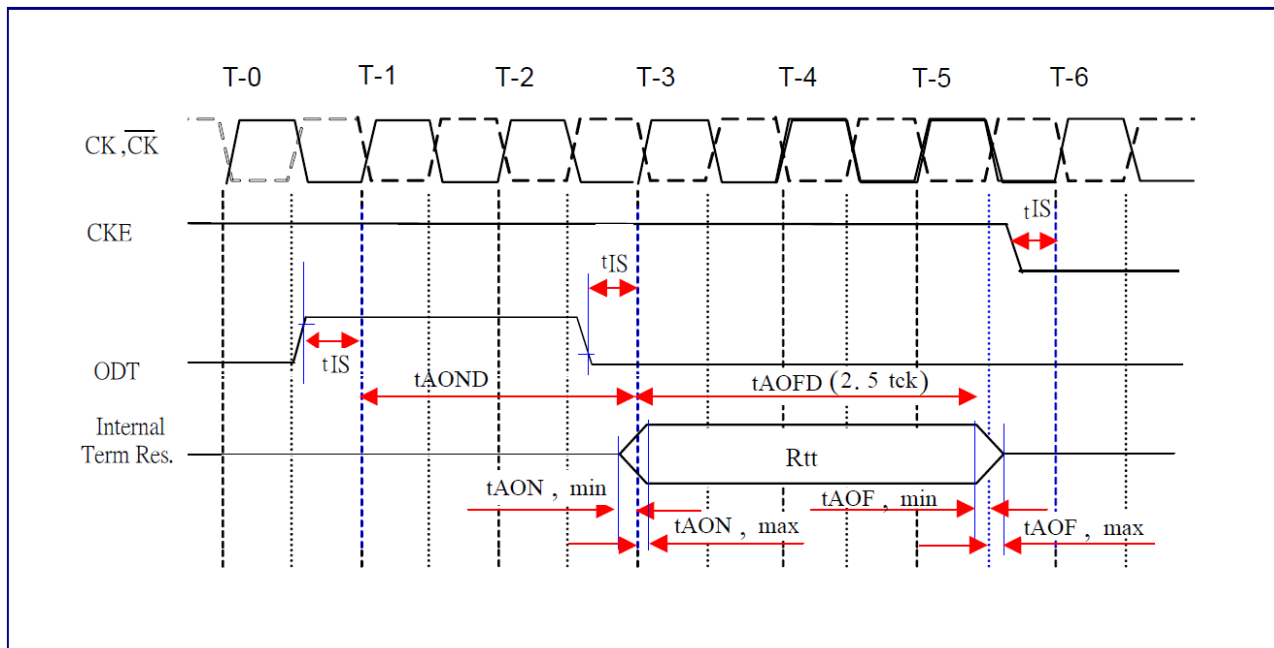 T-0 T-1 T-2 T-3 T-4 T-5 T-6
CK ,CK
tIS
CKE
tIS
tIS
ODT
tAOND
tAOFD (2. 5 tck)
Internal
Term Res.
Rtt
tAON , min
tAOF , min
tAON , max
tAOF , max